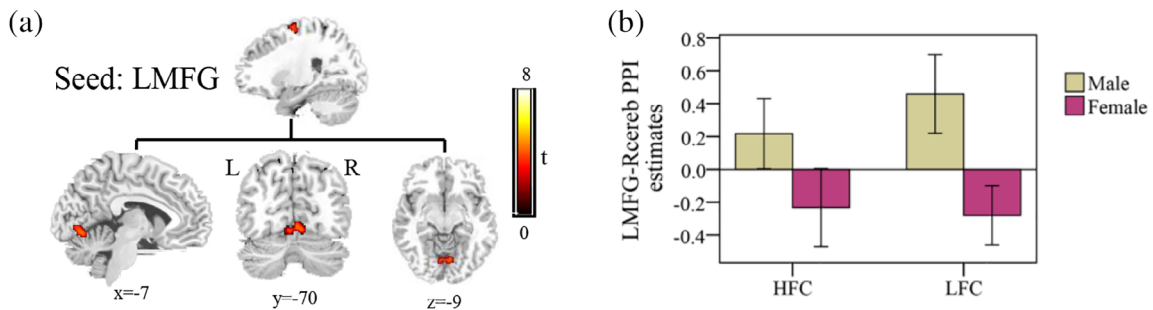 (a)
Seed: LMFG
L
R
8
t
0
x=-7
y=-70
z=-9
(b)
LMFG-Rcereb PPI
estimates
0.8
0.6
0.4
0.2
0.0
-0.2
-0.4
HFC
LFC
Male
Female